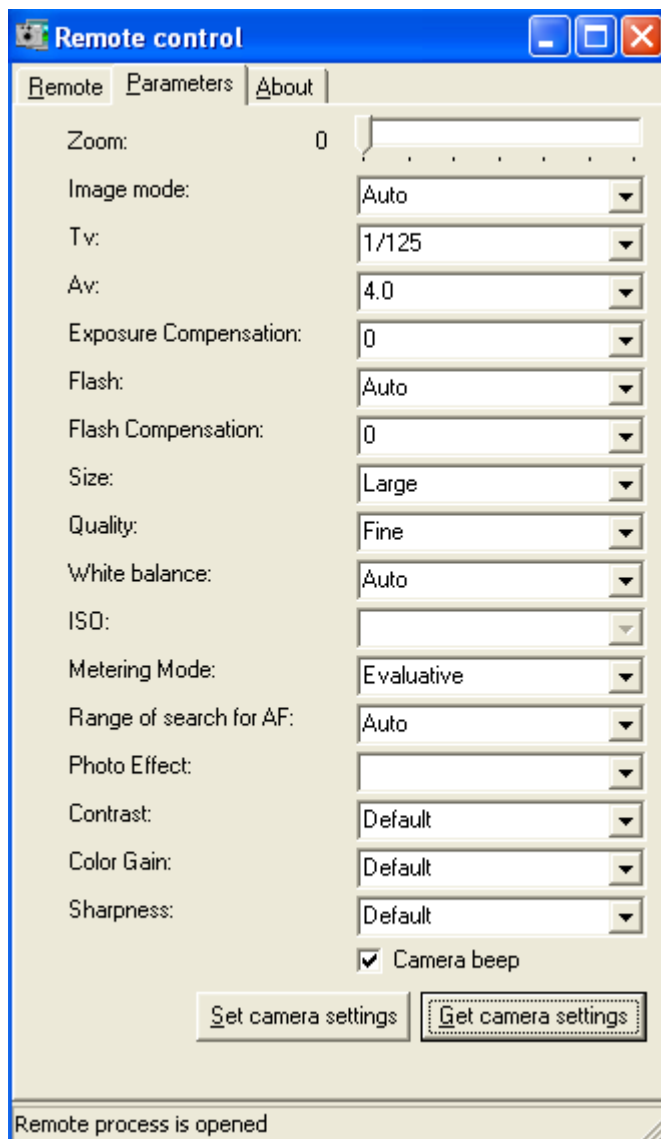 Remote control
Remote Parameters About
Zoom: 0
Image mode: Auto
Tv: 1/125
Av: 4.0
Exposure Compensation: 0
Flash: Auto
Flash Compensation: 0
Size: Large
Quality: Fine
White balance: Auto
ISO:
Metering Mode: Evaluative
Range of search for AF: Auto
Photo Effect:
Contrast: Default
Color Gain: Default
Sharpness: Default
Camera beep
Set camera settings Get camera settings
Remote process is opened